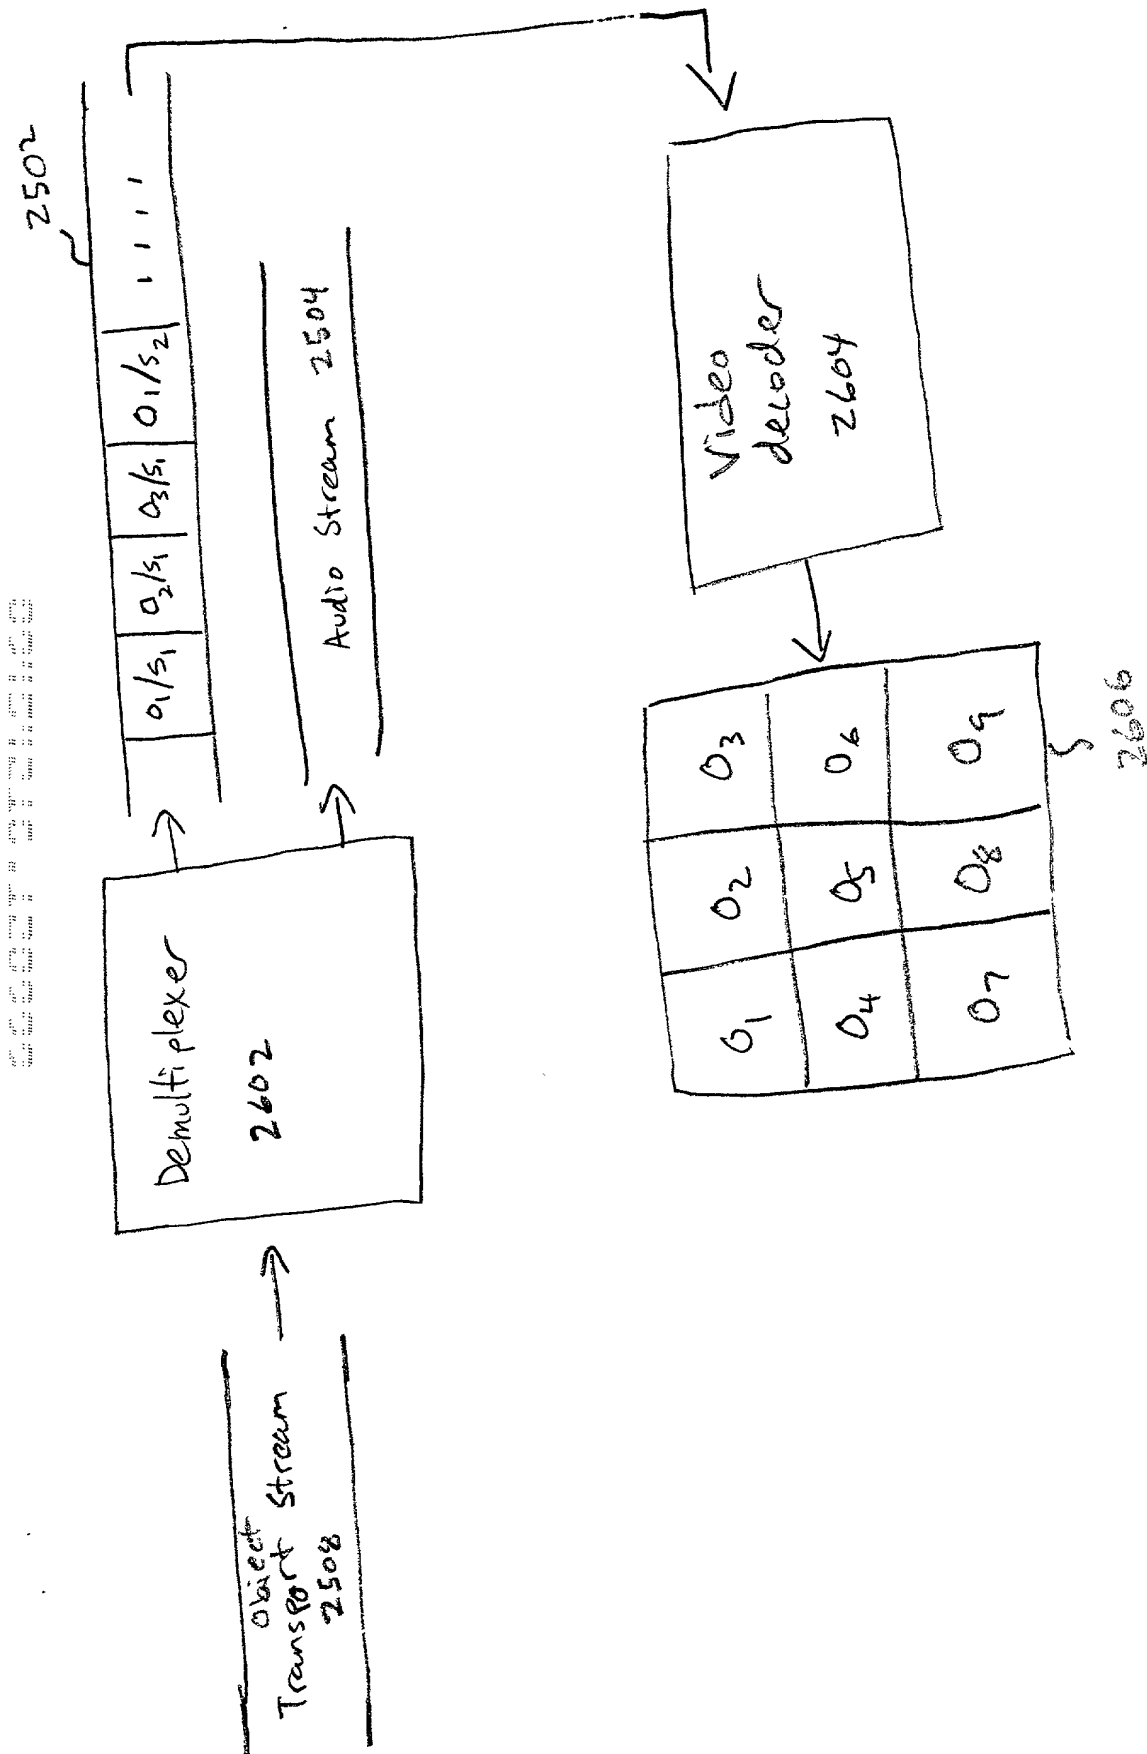 2502
O1/S1 O2/S1 O3/S1 O1/S2
Audio Stream 2504
Demultiplexer
2602
Object
Transport Stream
2508
Video
decoder
2604
O1 O2 O3
O4 O5 O6
O7 O8 O9
2606